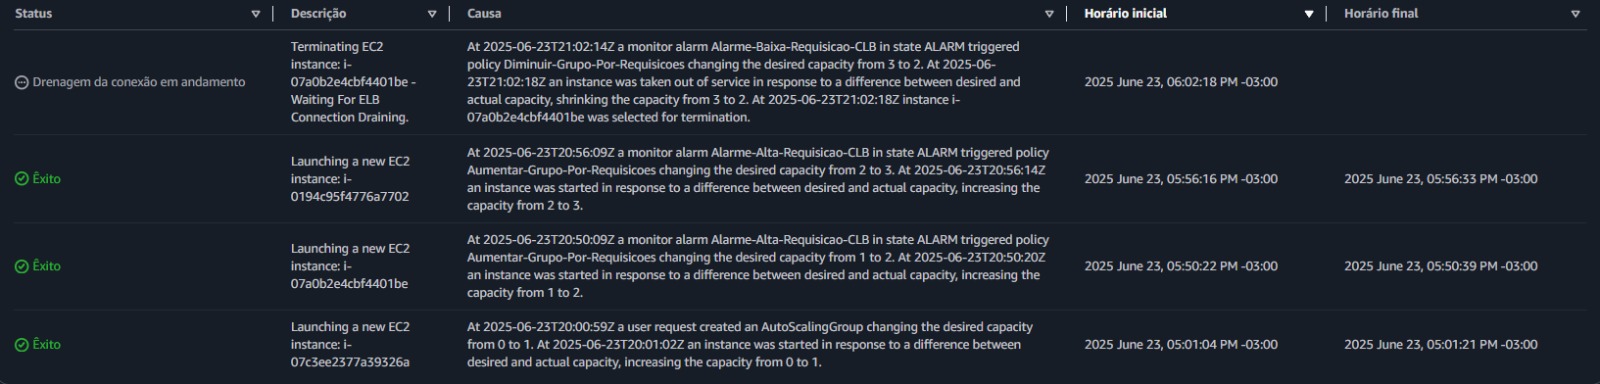 Status
Descrição
Causa
Horário inicial
Horário final
Drenagem da conexão em andamento
Terminating EC2
instance: i-
07a0b2e4cbf4401be -
Waiting For ELB
Connection Draining.
At 2025-06-23T21:02:14Z a monitor alarm Alarme-Baixa-Requisicao-CLB in state ALARM triggered
policy Diminuir-Grupo-Por-Requisicoes changing the desired capacity from 3 to 2. At 2025-06-
23T21:02:18Z an instance was taken out of service in response to a difference between desired and
actual capacity, shrinking the capacity from 3 to 2. At 2025-06-23T21:02:18Z instance i-
07a0b2e4cbf4401be was selected for termination.
2025 June 23, 06:02:18 PM -03:00
Êxito
Launching a new EC2
instance: i-
0194c95f4776a7702
At 2025-06-23T20:56:09Z a monitor alarm Alarme-Alta-Requisicao-CLB in state ALARM triggered policy
Aumentar-Grupo-Por-Requisicoes changing the desired capacity from 2 to 3. At 2025-06-23T20:56:14Z
an instance was started in response to a difference between desired and actual capacity, increasing the
capacity from 2 to 3.
2025 June 23, 05:56:16 PM -03:00
2025 June 23, 05:56:33 PM -03:00
Êxito
Launching a new EC2
instance: i-
07a0b2e4cbf4401be
At 2025-06-23T20:50:09Z a monitor alarm Alarme-Alta-Requisicao-CLB in state ALARM triggered policy
Aumentar-Grupo-Por-Requisicoes changing the desired capacity from 1 to 2. At 2025-06-23T20:50:20Z
an instance was started in response to a difference between desired and actual capacity, increasing the
capacity from 1 to 2.
2025 June 23, 05:50:22 PM -03:00
2025 June 23, 05:50:39 PM -03:00
Êxito
Launching a new EC2
instance: i-
07c3ee2377a39326a
At 2025-06-23T20:00:59Z a user request created an AutoScalingGroup changing the desired capacity
from 0 to 1. At 2025-06-23T20:01:02Z an instance was started in response to a difference between
desired and actual capacity, increasing the capacity from 0 to 1.
2025 June 23, 05:01:04 PM -03:00
2025 June 23, 05:01:21 PM -03:00